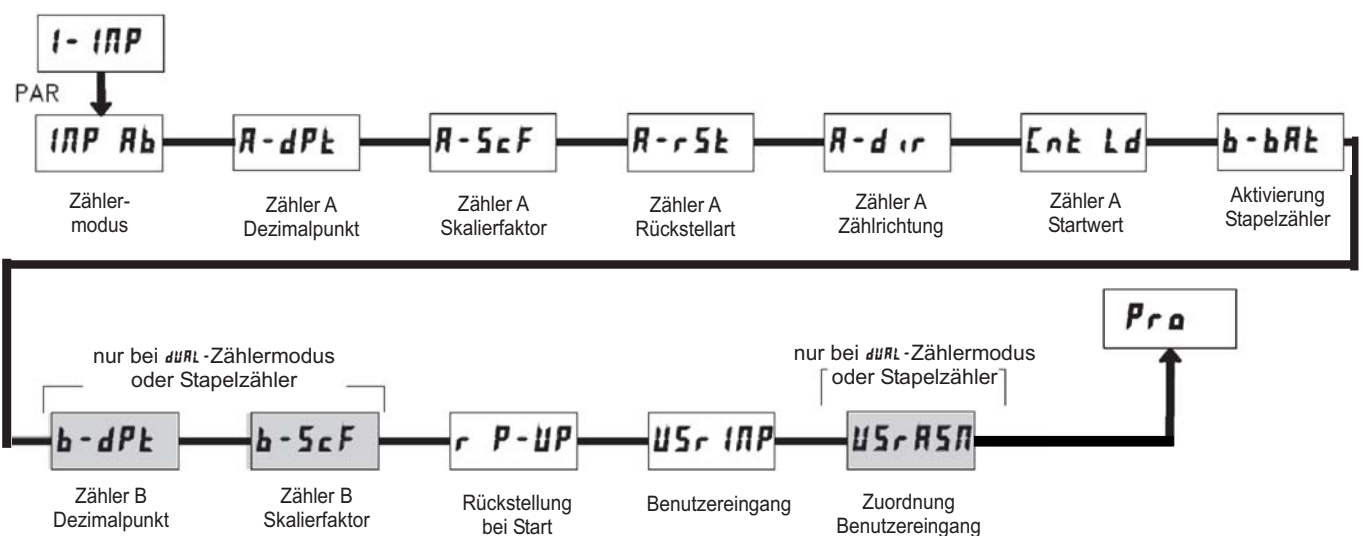 1-INP
PAR
INP Ab
A-dPt
A-ScF
A-rSt
A-dir
Cnt Ld
b-bAt
Zähler-
modus
Zähler A
Dezimalpunkt
Zähler A
Skalierfaktor
Zähler A
Rückstellart
Zähler A
Zählrichtung
Zähler A
Startwert
Aktivierung
Stapelzähler
Pro
nur bei dUAL-Zählermodus
oder Stapelzähler
nur bei dUAL-Zählermodus
oder Stapelzähler
b-dPt
b-ScF
r P-UP
USr INP
USrASN
Zähler B
Dezimalpunkt
Zähler B
Skalierfaktor
Rückstellung
bei Start
Benutzereingang
Zuordnung
Benutzereingang